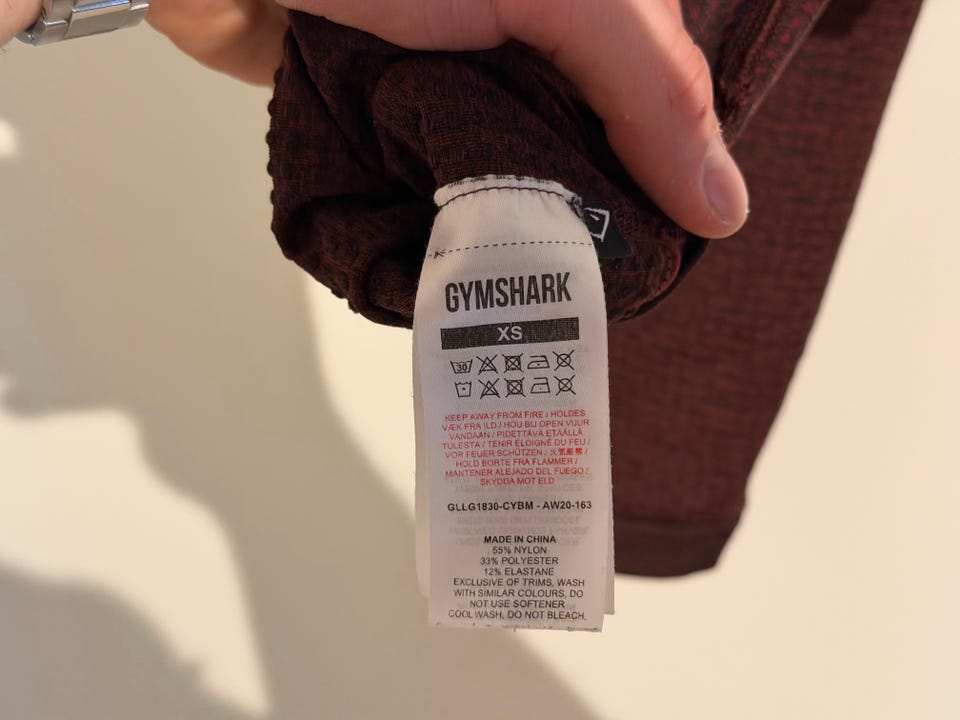 GYMSHARK
XS
30
KEEP AWAY FROM FIRE / HOLDES
VÆK FRA ILD / HOU BIJ OPEN VUUR
VANDAAN / PIDETTÄVÄ ETÄÄLLÄ
TULESTA / TENIR ÉLOIGNÉ DU FEU /
VOR FEUER SCHÜTZEN / 火気厳禁 /
HOLD BORTE FRA FLAMMER /
MANTENER ALEJADO DEL FUEGO /
SKYDDA MOT ELD
GLLG1830-CYBM - AW20-163
MADE IN CHINA
55% NYLON
33% POLYESTER
12% ELASTANE
EXCLUSIVE OF TRIMS, WASH
WITH SIMILAR COLOURS, DO
NOT USE SOFTENER
COOL WASH, DO NOT BLEACH,